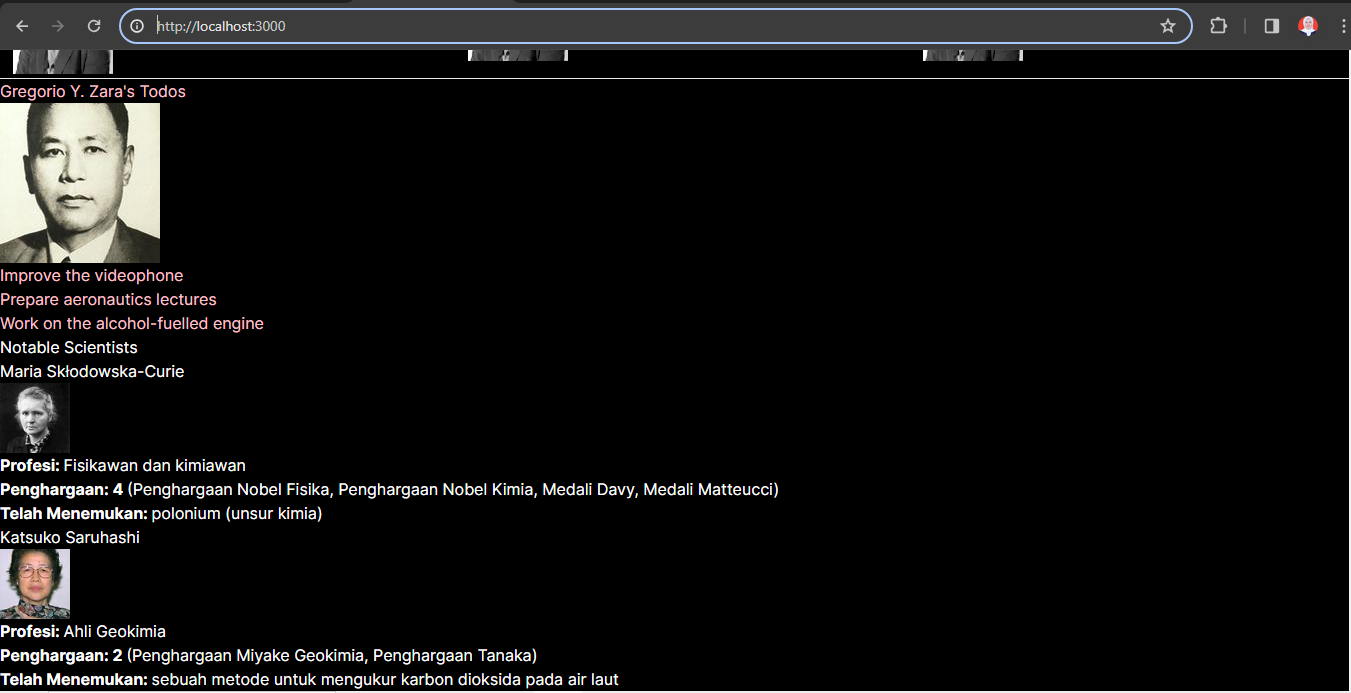 http://localhost:3000
Gregorio Y. Zara's Todos
Improve the videophone
Prepare aeronautics lectures
Work on the alcohol-fuelled engine
Notable Scientists
Maria Skłodowska-Curie
Profesi: Fisikawan dan kimiawan
Penghargaan: 4 (Penghargaan Nobel Fisika, Penghargaan Nobel Kimia, Medali Davy, Medali Matteucci)
Telah Menemukan: polonium (unsur kimia)
Katsuko Saruhashi
Profesi: Ahli Geokimia
Penghargaan: 2 (Penghargaan Miyake Geokimia, Penghargaan Tanaka)
Telah Menemukan: sebuah metode untuk mengukur karbon dioksida pada air laut